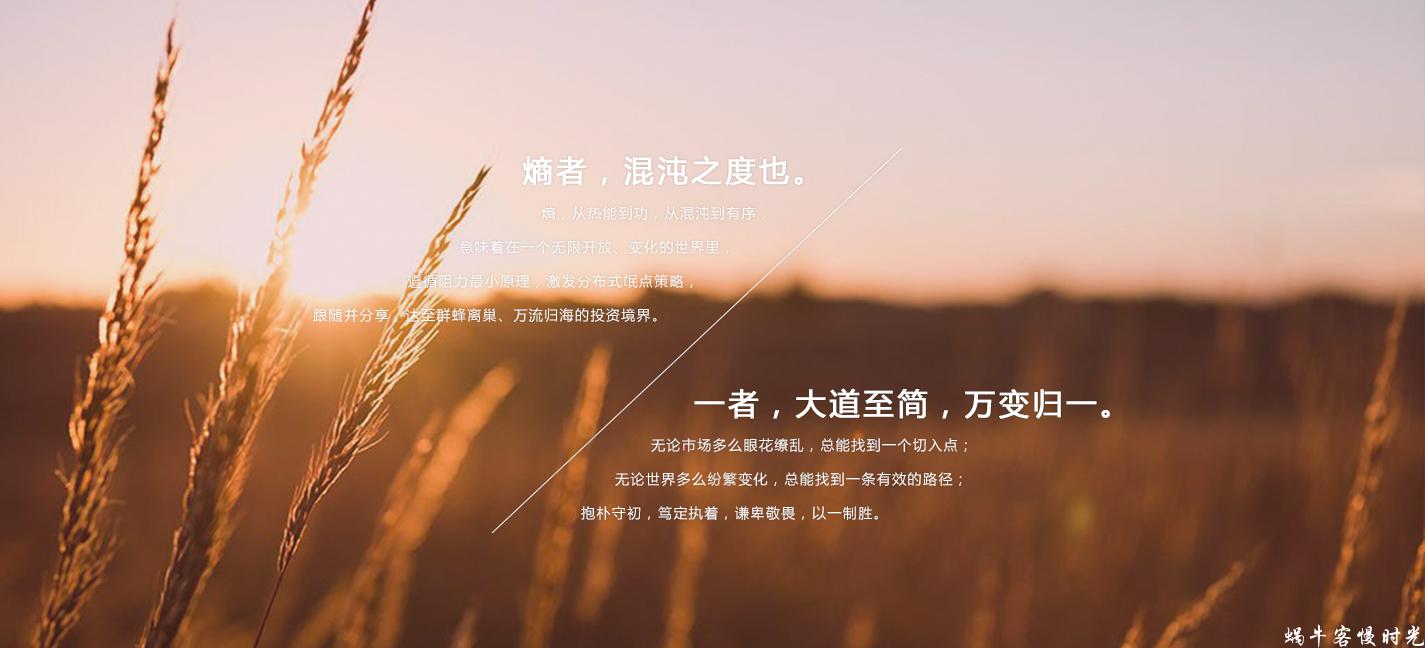 熵者，混沌之度也。
熵，从热能到功，从混沌到有序，
意味着在一个无限开放、变化的世界里，
遵循阻力最小原理，激发分布式氓点策略，
跟随并分享，达至群蜂离巢、万流归海的投资境界。
一者，大道至简，万变归一。
无论市场多么眼花缭乱，总能找到一个切入点；
无论世界多么纷繁变化，总能找到一条有效的路径；
抱朴守初，笃定执着，谦卑敬畏，以一制胜。
蜗牛客慢时光